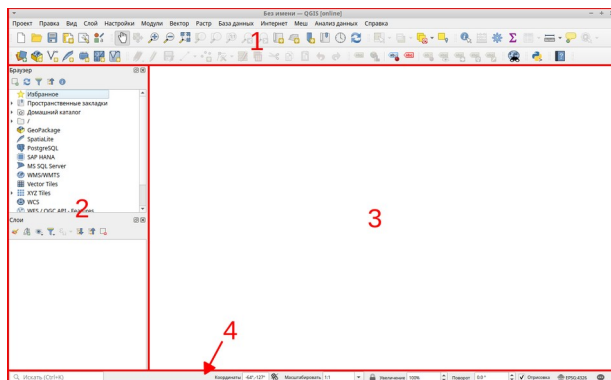 Без имени — QGIS [online]
Проект Правка Вид Слой Настройки Модули Вектор Растр База данных Интернет Меш Анализ данных Справка
1
Браузер
Избранное
Пространственные закладки
Домашний каталог
/
GeoPackage
SpatiaLite
PostgreSQL
SAP HANA
MS SQL Server
WMS/WMTS
Vector Tiles
XYZ Tiles
WCS
WFS / OGC API - Features
2
3
Слои
4
Искать (Ctrl+K) Координаты -64°,-127° Масштабировать 1:1 Увеличение 100% Поворот 0.0° Отрисовка EPSG:4326